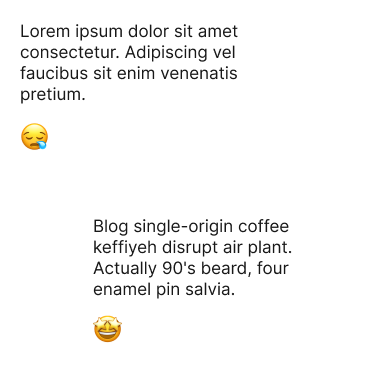 Lorem ipsum dolor sit amet
consectetur. Adipiscing vel
faucibus sit enim venenatis
pretium.
😪
Blog single-origin coffee
keffiyeh disrupt air plant.
Actually 90's beard, four
enamel pin salvia.
🤩